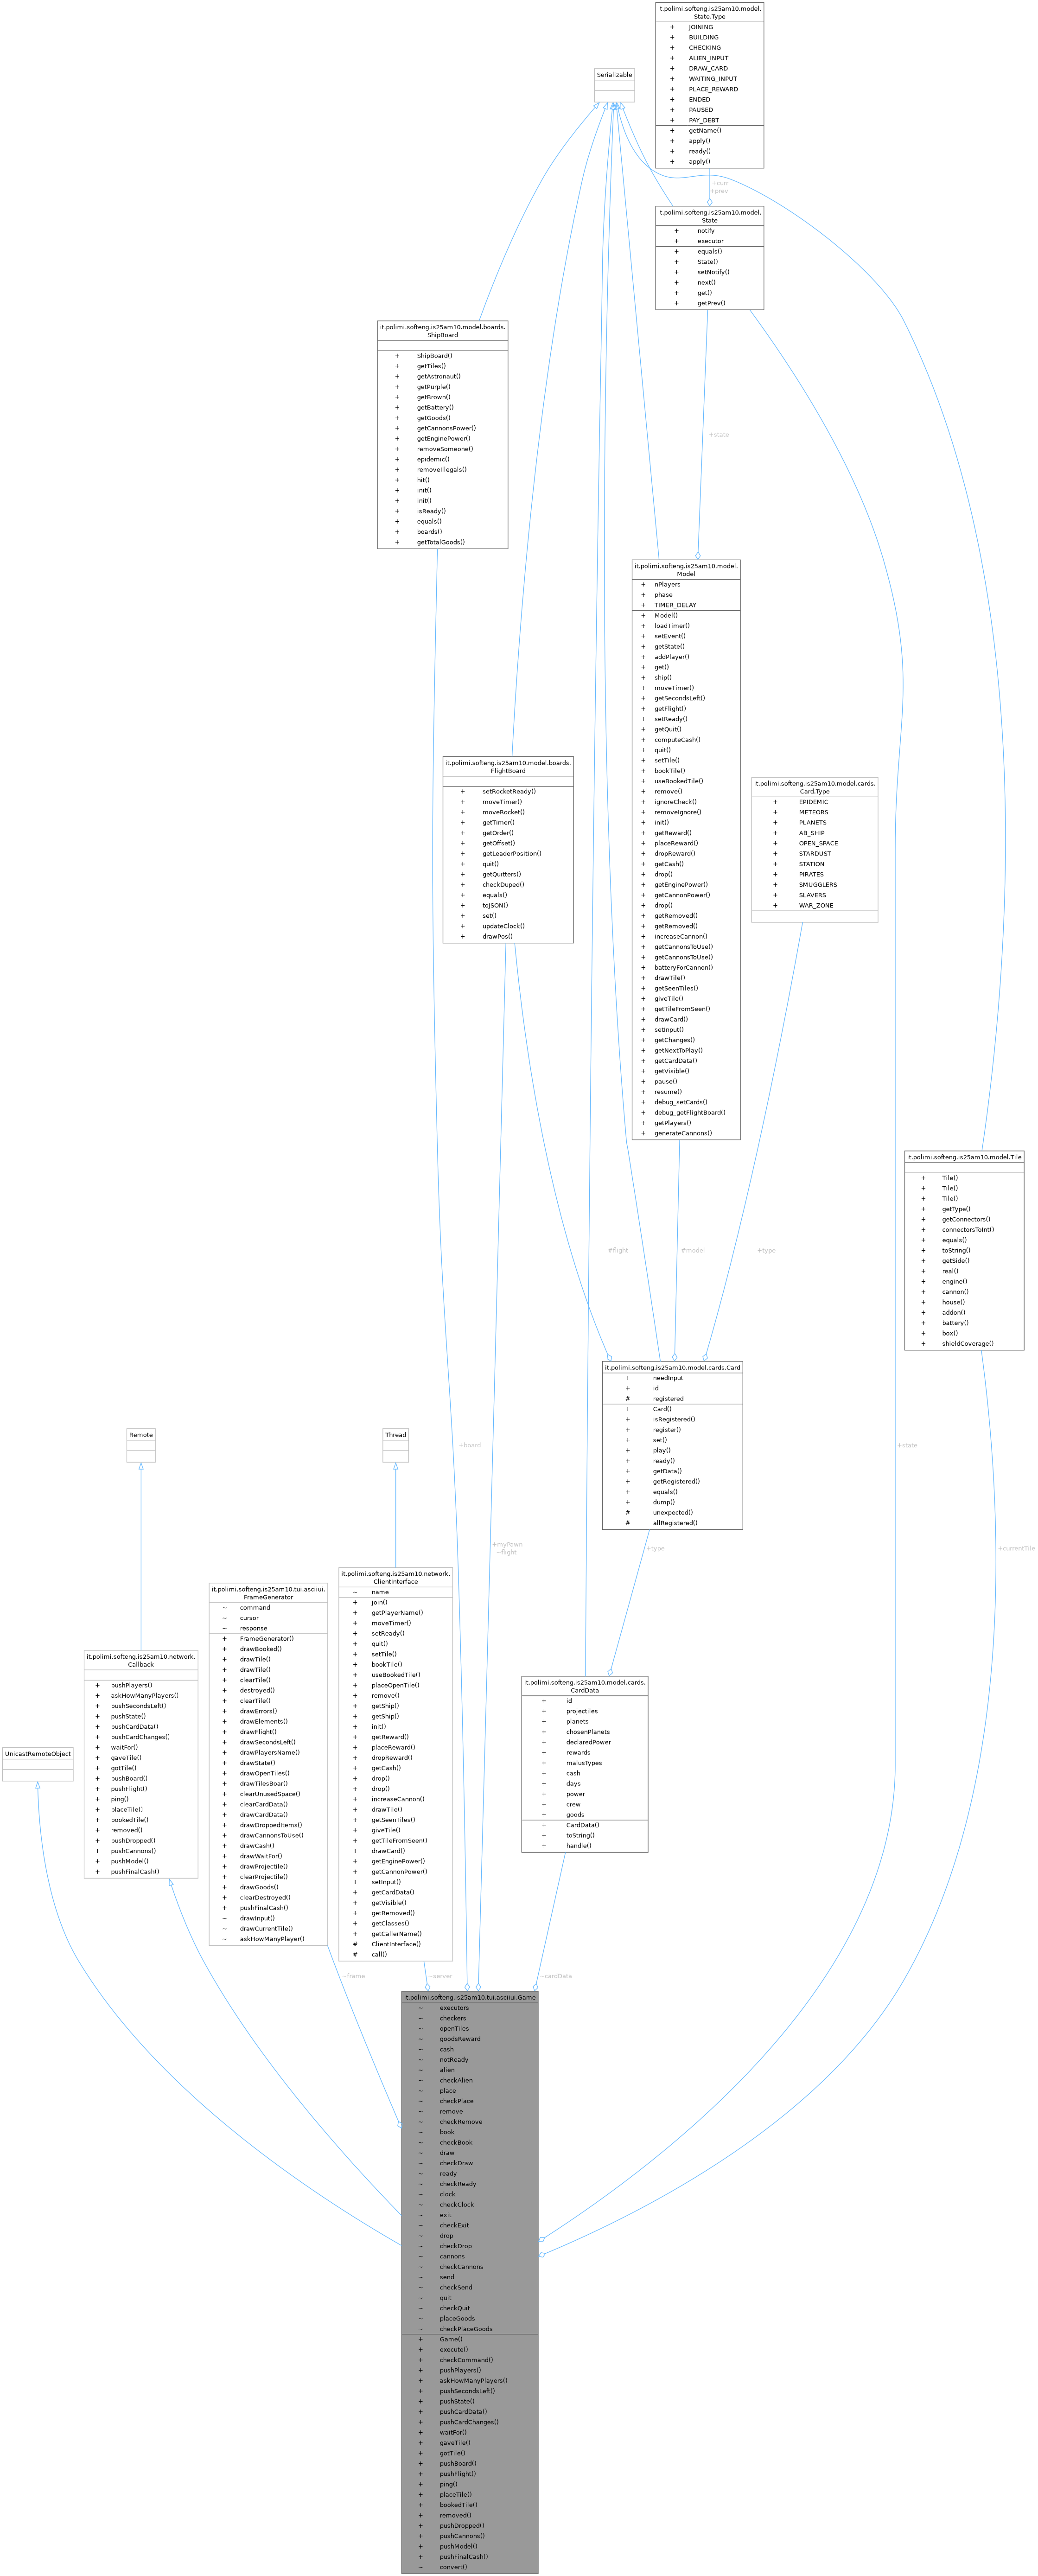 it.polimi.softeng.is25am10.model.
State.Type
+ JOINING
+ BUILDING
+ CHECKING
+ ALIEN_INPUT
+ DRAW_CARD
+ WAITING_INPUT
+ PLACE_REWARD
+ ENDED
+ PAUSED
+ PAY_DEBT
+ getName()
+ apply()
+ ready()
+ apply()
Serializable
+curr
+prev
it.polimi.softeng.is25am10.model.
State
+ notify
+ executor
+ equals()
+ State()
+ setNotify()
+ next()
+ get()
+ getPrev()
it.polimi.softeng.is25am10.model.boards.
ShipBoard
+ ShipBoard()
+ getTiles()
+ getAstronaut()
+ getPurple()
+ getBrown()
+ getBattery()
+ getGoods()
+ getCannonsPower()
+ getEnginePower()
+ removeSomeone()
+ epidemic()
+ removeIllegals()
+ hit()
+ init()
+ init()
+ isReady()
+ equals()
+ boards()
+ getTotalGoods()
+state
it.polimi.softeng.is25am10.model.
Model
+ nPlayers
+ phase
+ TIMER_DELAY
+ Model()
+ loadTimer()
+ setEvent()
+ getState()
+ addPlayer()
+ get()
+ ship()
+ moveTimer()
+ getSecondsLeft()
+ getFlight()
+ setReady()
+ getQuit()
+ computeCash()
+ quit()
+ setTile()
+ bookTile()
+ useBookedTile()
+ remove()
+ ignoreCheck()
+ removeIgnore()
+ init()
+ getReward()
+ placeReward()
+ dropReward()
+ getCash()
+ drop()
+ getEnginePower()
+ getCannonPower()
+ drop()
+ getRemoved()
+ getRemoved()
+ increaseCannon()
+ getCannonsToUse()
+ getCannonsToUse()
+ batteryForCannon()
+ drawTile()
+ getSeenTiles()
+ giveTile()
+ getTileFromSeen()
+ drawCard()
+ setInput()
+ getChanges()
+ getNextToPlay()
+ getCardData()
+ getVisible()
+ pause()
+ resume()
+ debug_setCards()
+ debug_getFlightBoard()
+ getPlayers()
+ generateCannons()
it.polimi.softeng.is25am10.model.boards.
FlightBoard
+ setRocketReady()
+ moveTimer()
+ moveRocket()
+ getTimer()
+ getOrder()
+ getOffset()
+ getLeaderPosition()
+ quit()
+ getQuitters()
+ checkDuped()
+ equals()
+ toJSON()
+ set()
+ updateClock()
+ drawPos()
it.polimi.softeng.is25am10.model.cards.
Card.Type
+ EPIDEMIC
+ METEORS
+ PLANETS
+ AB_SHIP
+ OPEN_SPACE
+ STARDUST
+ STATION
+ PIRATES
+ SMUGGLERS
+ SLAVERS
+ WAR_ZONE
it.polimi.softeng.is25am10.model.Tile
+ Tile()
+ Tile()
+ Tile()
+ getType()
+ getConnectors()
+ connectorsToInt()
+ equals()
+ toString()
+ getSide()
+ real()
+ engine()
+ cannon()
+ house()
+ addon()
+ battery()
+ box()
+ shieldCoverage()
#flight
#model
+type
it.polimi.softeng.is25am10.model.cards.Card
+ needInput
+ id
# registered
+ Card()
+ isRegistered()
+ register()
+ set()
+ play()
+ ready()
+ getData()
+ getRegistered()
+ equals()
+ dump()
# unexpected()
# allRegistered()
Remote
Thread
+board
+state
+myPawn
~flight
+type
+currentTile
it.polimi.softeng.is25am10.network.
ClientInterface
~ name
+ join()
+ getPlayerName()
+ moveTimer()
+ setReady()
+ quit()
+ setTile()
+ bookTile()
+ useBookedTile()
+ placeOpenTile()
+ remove()
+ getShip()
+ getShip()
+ init()
+ getReward()
+ placeReward()
+ dropReward()
+ getCash()
+ drop()
+ drop()
+ increaseCannon()
+ drawTile()
+ getSeenTiles()
+ giveTile()
+ getTileFromSeen()
+ drawCard()
+ getEnginePower()
+ getCannonPower()
+ setInput()
+ getCardData()
+ getVisible()
+ getRemoved()
+ getClasses()
+ getCallerName()
# ClientInterface()
# call()
it.polimi.softeng.is25am10.tui.asciiui.
FrameGenerator
~ command
~ cursor
~ response
+ FrameGenerator()
+ drawBooked()
+ drawTile()
+ drawTile()
+ clearTile()
+ destroyed()
+ clearTile()
+ drawErrors()
+ drawElements()
+ drawFlight()
+ drawSecondsLeft()
+ drawPlayersName()
+ drawState()
+ drawOpenTiles()
+ drawTilesBoar()
+ clearUnusedSpace()
+ clearCardData()
+ drawCardData()
+ drawDroppedItems()
+ drawCannonsToUse()
+ drawCash()
+ drawWaitFor()
+ drawProjectile()
+ clearProjectile()
+ drawGoods()
+ clearDestroyed()
+ pushFinalCash()
~ drawInput()
~ drawCurrentTile()
~ askHowManyPlayer()
it.polimi.softeng.is25am10.network.
Callback
+ pushPlayers()
+ askHowManyPlayers()
+ pushSecondsLeft()
+ pushState()
+ pushCardData()
+ pushCardChanges()
+ waitFor()
+ gaveTile()
+ gotTile()
+ pushBoard()
+ pushFlight()
+ ping()
+ placeTile()
+ bookedTile()
+ removed()
+ pushDropped()
+ pushCannons()
+ pushModel()
+ pushFinalCash()
it.polimi.softeng.is25am10.model.cards.
CardData
+ id
+ projectiles
+ planets
+ chosenPlanets
+ declaredPower
+ rewards
+ malusTypes
+ cash
+ days
+ power
+ crew
+ goods
+ CardData()
+ toString()
+ handle()
UnicastRemoteObject
~frame
~server
~cardData
it.polimi.softeng.is25am10.tui.asciiui.Game
~ executors
~ checkers
~ openTiles
~ goodsReward
~ cash
~ notReady
~ alien
~ checkAlien
~ place
~ checkPlace
~ remove
~ checkRemove
~ book
~ checkBook
~ draw
~ checkDraw
~ ready
~ checkReady
~ clock
~ checkClock
~ exit
~ checkExit
~ drop
~ checkDrop
~ cannons
~ checkCannons
~ send
~ checkSend
~ quit
~ checkQuit
~ placeGoods
~ checkPlaceGoods
+ Game()
+ execute()
+ checkCommand()
+ pushPlayers()
+ askHowManyPlayers()
+ pushSecondsLeft()
+ pushState()
+ pushCardData()
+ pushCardChanges()
+ waitFor()
+ gaveTile()
+ gotTile()
+ pushBoard()
+ pushFlight()
+ ping()
+ placeTile()
+ bookedTile()
+ removed()
+ pushDropped()
+ pushCannons()
+ pushModel()
+ pushFinalCash()
~ convert()